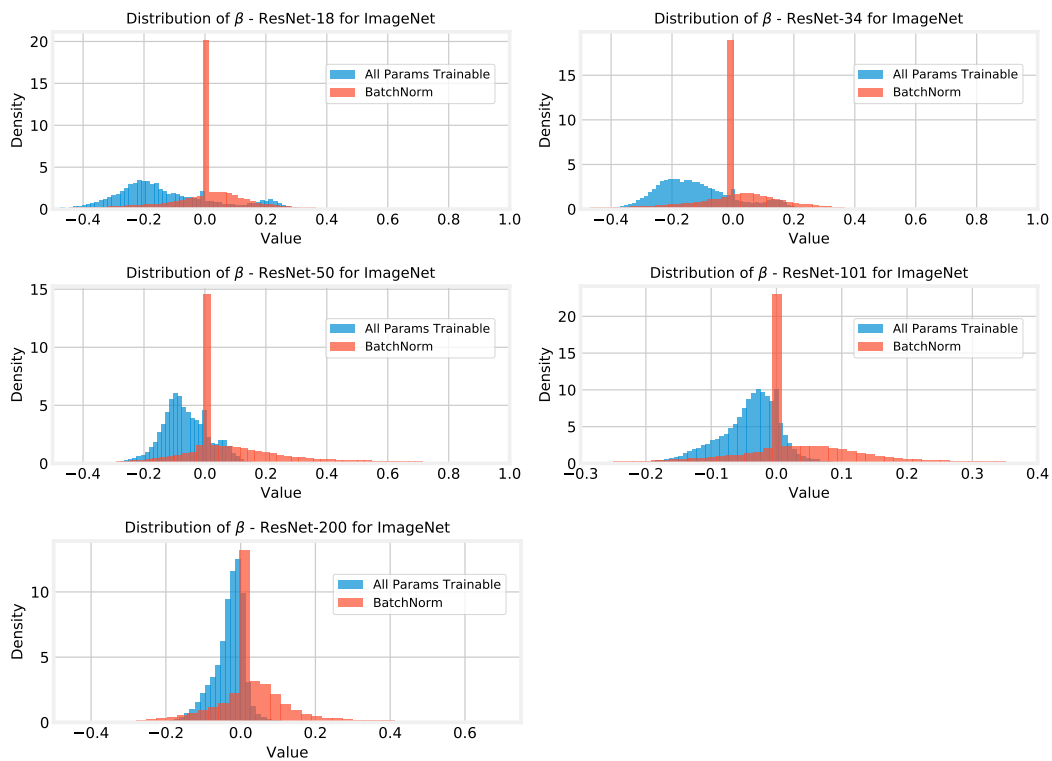 Distribution of β - ResNet-18 for ImageNet
20
15
10
5
0
Density
All Params Trainable
BatchNorm
−0.4 −0.2 0.0 0.2 0.4 0.6 0.8 1.0
Value
Distribution of β - ResNet-34 for ImageNet
15
10
5
0
Density
All Params Trainable
BatchNorm
−0.4 −0.2 0.0 0.2 0.4 0.6 0.8 1.0
Value
Distribution of β - ResNet-50 for ImageNet
15
10
5
0
Density
All Params Trainable
BatchNorm
−0.4 −0.2 0.0 0.2 0.4 0.6 0.8 1.0
Value
Distribution of β - ResNet-101 for ImageNet
20
15
10
5
0
Density
All Params Trainable
BatchNorm
−0.3 −0.2 −0.1 0.0 0.1 0.2 0.3 0.4
Value
Distribution of β - ResNet-200 for ImageNet
10
5
0
Density
All Params Trainable
BatchNorm
−0.4 −0.2 0.0 0.2 0.4 0.6
Value